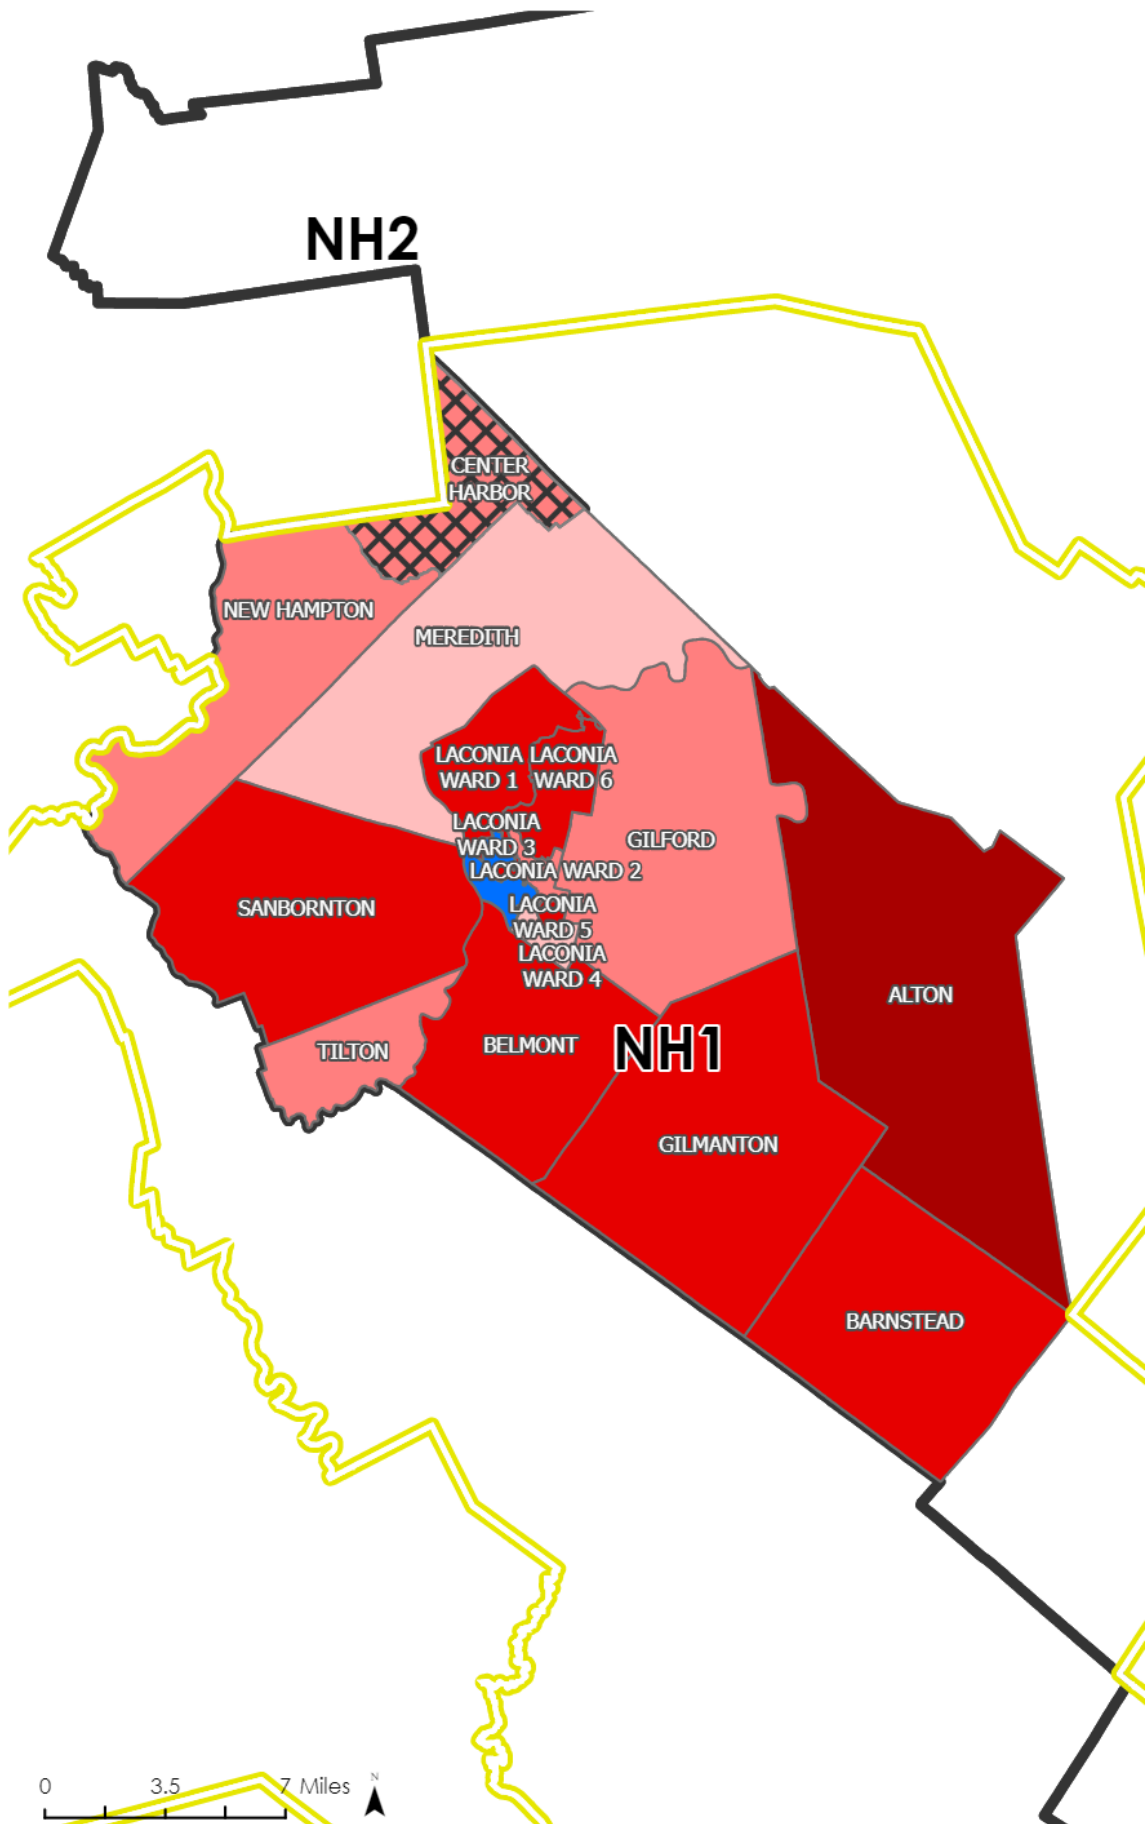 NH2
CENTER
HARBOR
NEW HAMPTON
MEREDITH
LACONIA
WARD 1
LACONIA
WARD 6
LACONIA
WARD 3
GILFORD
LACONIA WARD 2
SANBORNTON
LACONIA
WARD 5
LACONIA
WARD 4
ALTON
TILTON
BELMONT
NH1
GILMANTON
BARNSTEAD
0 3.5 7 Miles
N